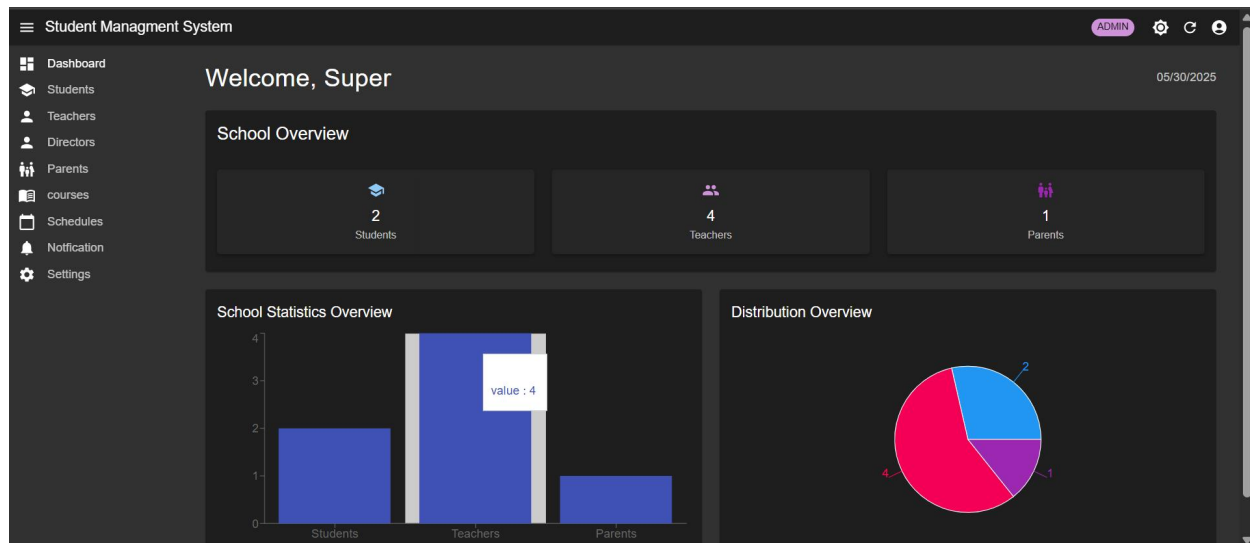 Student Managment System
ADMIN
Dashboard
Students
Teachers
Directors
Parents
courses
Schedules
Notfication
Settings
Welcome, Super
05/30/2025
School Overview
2
Students
4
Teachers
1
Parents
School Statistics Overview
4
3
2
1
0
value : 4
Students
Teachers
Parents
Distribution Overview
2
4
1